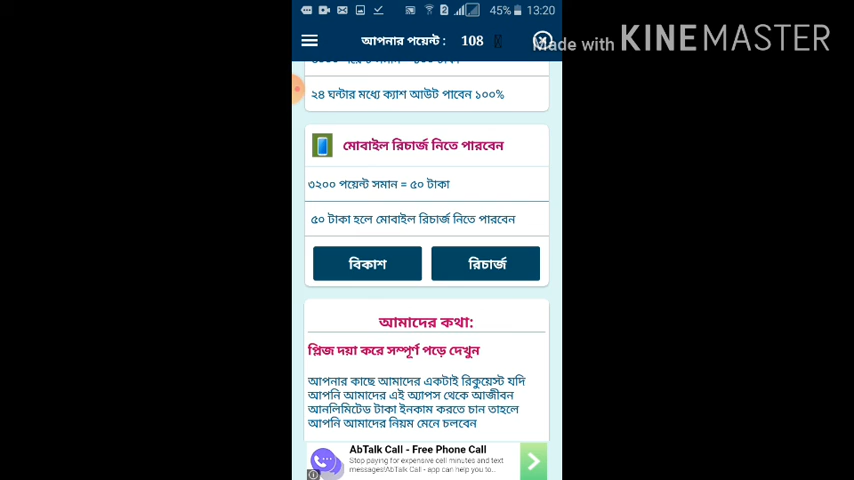 45% 13:20
আপনার পয়েন্ট : 108
Made with KINEMASTER
২৪ ঘন্টার মধ্যে ক্যাশ আউট পাবেন ১০০%
মোবাইল রিচার্জ নিতে পারবেন
৩২০০ পয়েন্ট সমান = ৫০ টাকা
৫০ টাকা হলে মোবাইল রিচার্জ নিতে পারবেন
বিকাশ রিচার্জ
আমাদের কথা:
প্লিজ দয়া করে সম্পূর্ণ পড়ে দেখুন
আপনার কাছে আমাদের একটাই রিকুয়েস্ট যদি
আপনি আমাদের এই অ্যাপস থেকে আজীবন
আনলিমিটেড টাকা ইনকাম করতে চান তাহলে
আপনি আমাদের নিয়ম মেনে চলবেন
AbTalk Call - Free Phone Call
Stop paying for expensive cell minutes and text
messages!AbTalk Call - app can help you to...